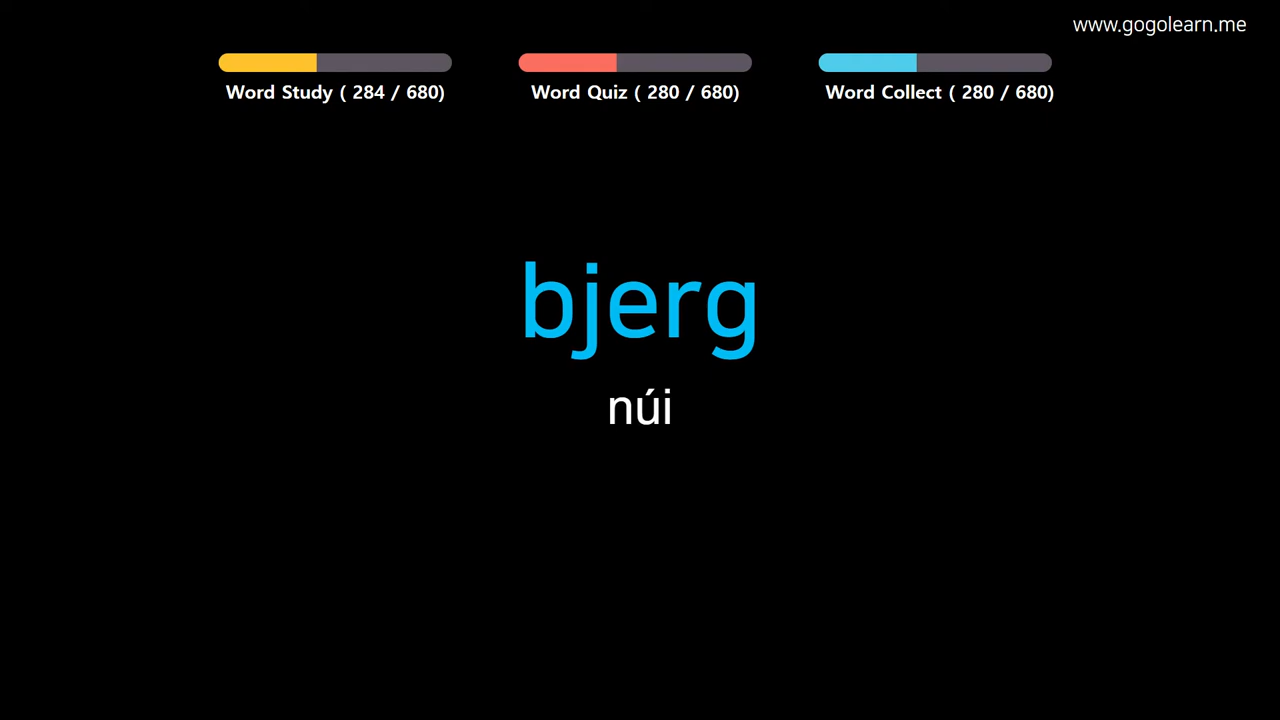 www.gogolearn.me
Word Study ( 284 / 680)
Word Quiz ( 280 / 680)
Word Collect ( 280 / 680)
bjerg
núi